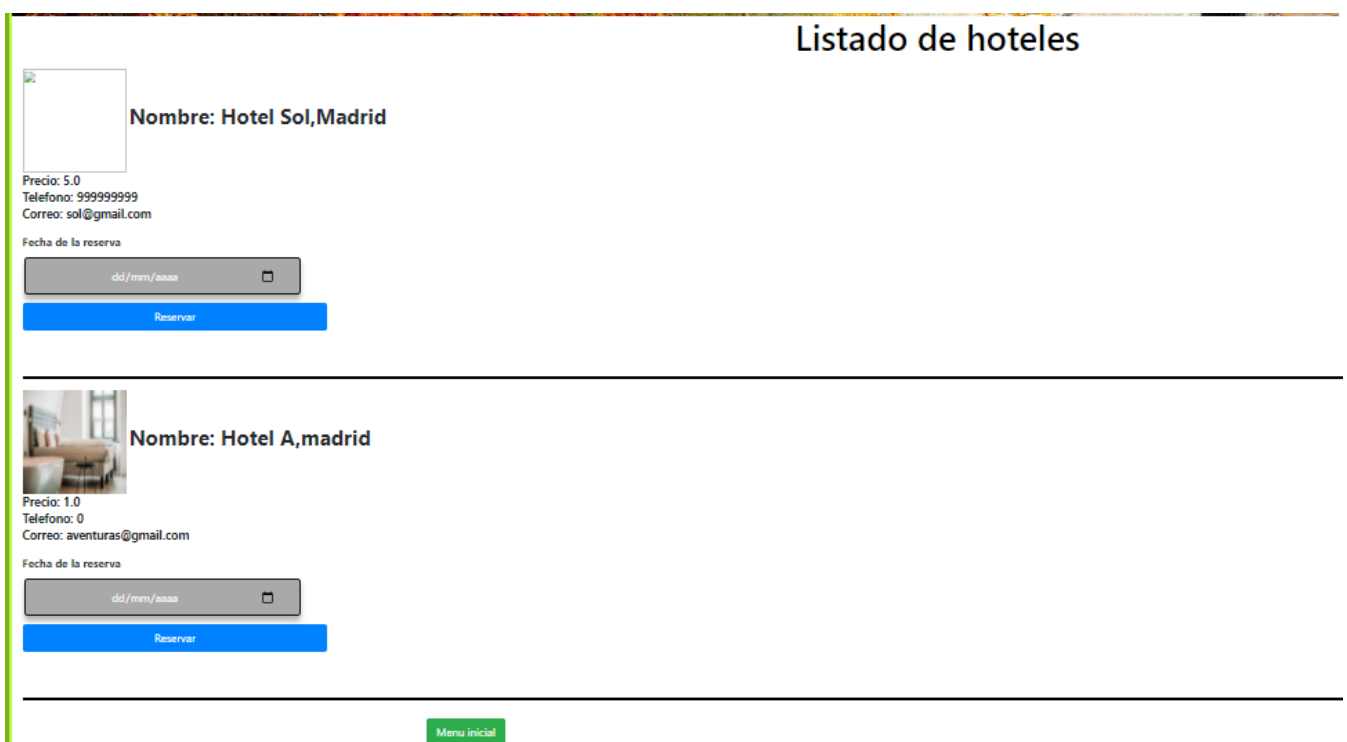 Listado de hoteles
Nombre: Hotel Sol,Madrid
Precio: 5.0
Telefono: 999999999
Correo: sol@gmail.com
Fecha de la reserva
dd/mm/aaaa
Reservar
Nombre: Hotel A,madrid
Precio: 1.0
Telefono: 0
Correo: aventuras@gmail.com
Fecha de la reserva
dd/mm/aaaa
Reservar
Menu inicial